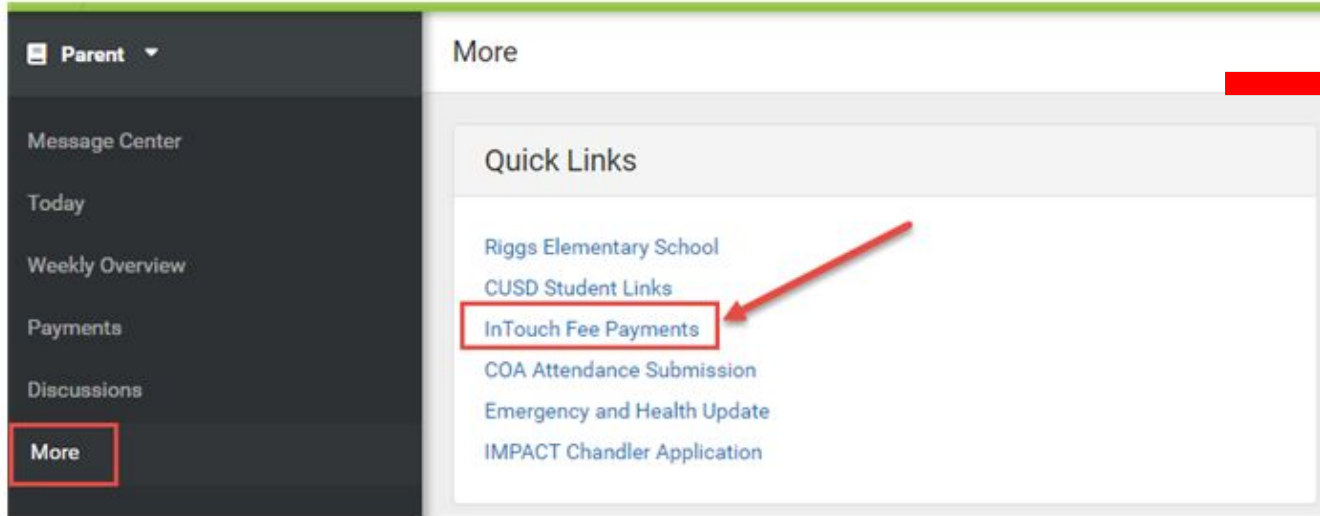 Parent
Message Center
Today
Weekly Overview
Payments
Discussions
More
More
Quick Links
Riggs Elementary School
CUSD Student Links
InTouch Fee Payments
COA Attendance Submission
Emergency and Health Update
IMPACT Chandler Application